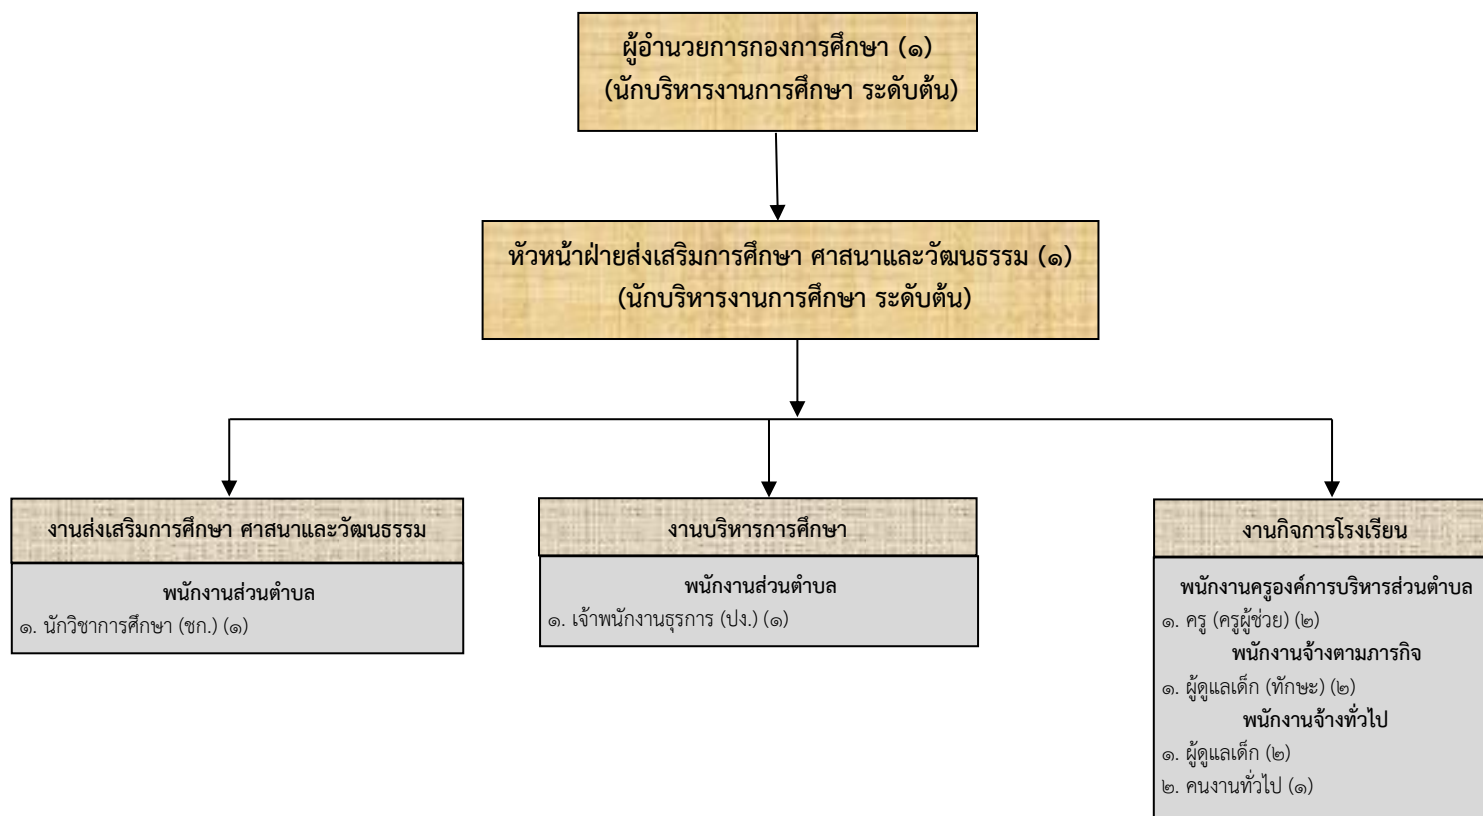 ผู้อำนวยการกองการศึกษา (๑)
(นักบริหารงานการศึกษา ระดับต้น)
หัวหน้าฝ่ายส่งเสริมการศึกษา ศาสนาและวัฒนธรรม (๑)
(นักบริหารงานการศึกษา ระดับต้น)
งานส่งเสริมการศึกษา ศาสนาและวัฒนธรรม
พนักงานส่วนตำบล
๑. นักวิชาการศึกษา (ชก.) (๑)
งานบริหารการศึกษา
พนักงานส่วนตำบล
๑. เจ้าพนักงานธุรการ (ปง.) (๑)
งานกิจการโรงเรียน
พนักงานครูองค์การบริหารส่วนตำบล
๑. ครู (ครูผู้ช่วย) (๒)
พนักงานจ้างตามภารกิจ
๑. ผู้ดูแลเด็ก (ทักษะ) (๒)
พนักงานจ้างทั่วไป
๑. ผู้ดูแลเด็ก (๒)
๒. คนงานทั่วไป (๑)